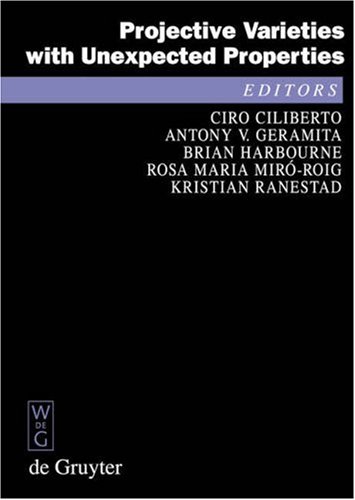 Projective Varieties
with Unexpected Properties
EDITORS
CIRO CILIBERTO
ANTONY V. GERAMITA
BRIAN HARBOURNE
ROSA MARIA MIRÓ-ROIG
KRISTIAN RANESTAD
W
DE
G
de Gruyter